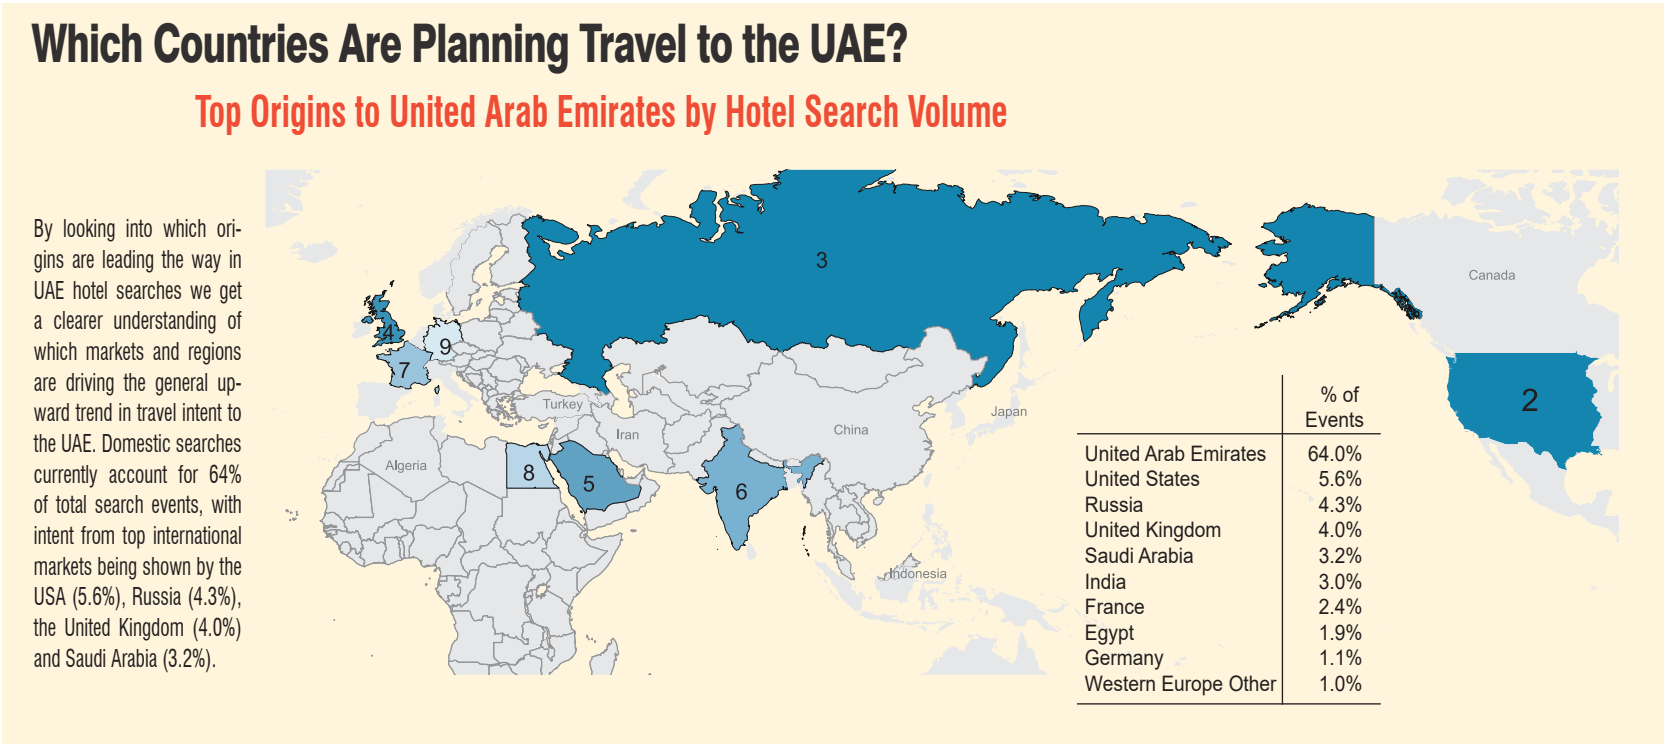 Which Countries Are Planning Travel to the UAE?
Top Origins to United Arab Emirates by Hotel Search Volume
By looking into which ori-
gins are leading the way in
UAE hotel searches we get
a clearer understanding of
which markets and regions
are driving the general up-
ward trend in travel intent to
the UAE. Domestic searches
currently account for 64%
of total search events, with
intent from top international
markets being shown by the
USA (5.6%), Russia (4.3%),
the United Kingdom (4.0%)
and Saudi Arabia (3.2%).
3
Canada
4
9
7
2
Turkey
Japan
China
Iran
Algeria
8
5
6
Indonesia
% of
Events
United Arab Emirates 64.0%
United States 5.6%
Russia 4.3%
United Kingdom 4.0%
Saudi Arabia 3.2%
India 3.0%
France 2.4%
Egypt 1.9%
Germany 1.1%
Western Europe Other 1.0%